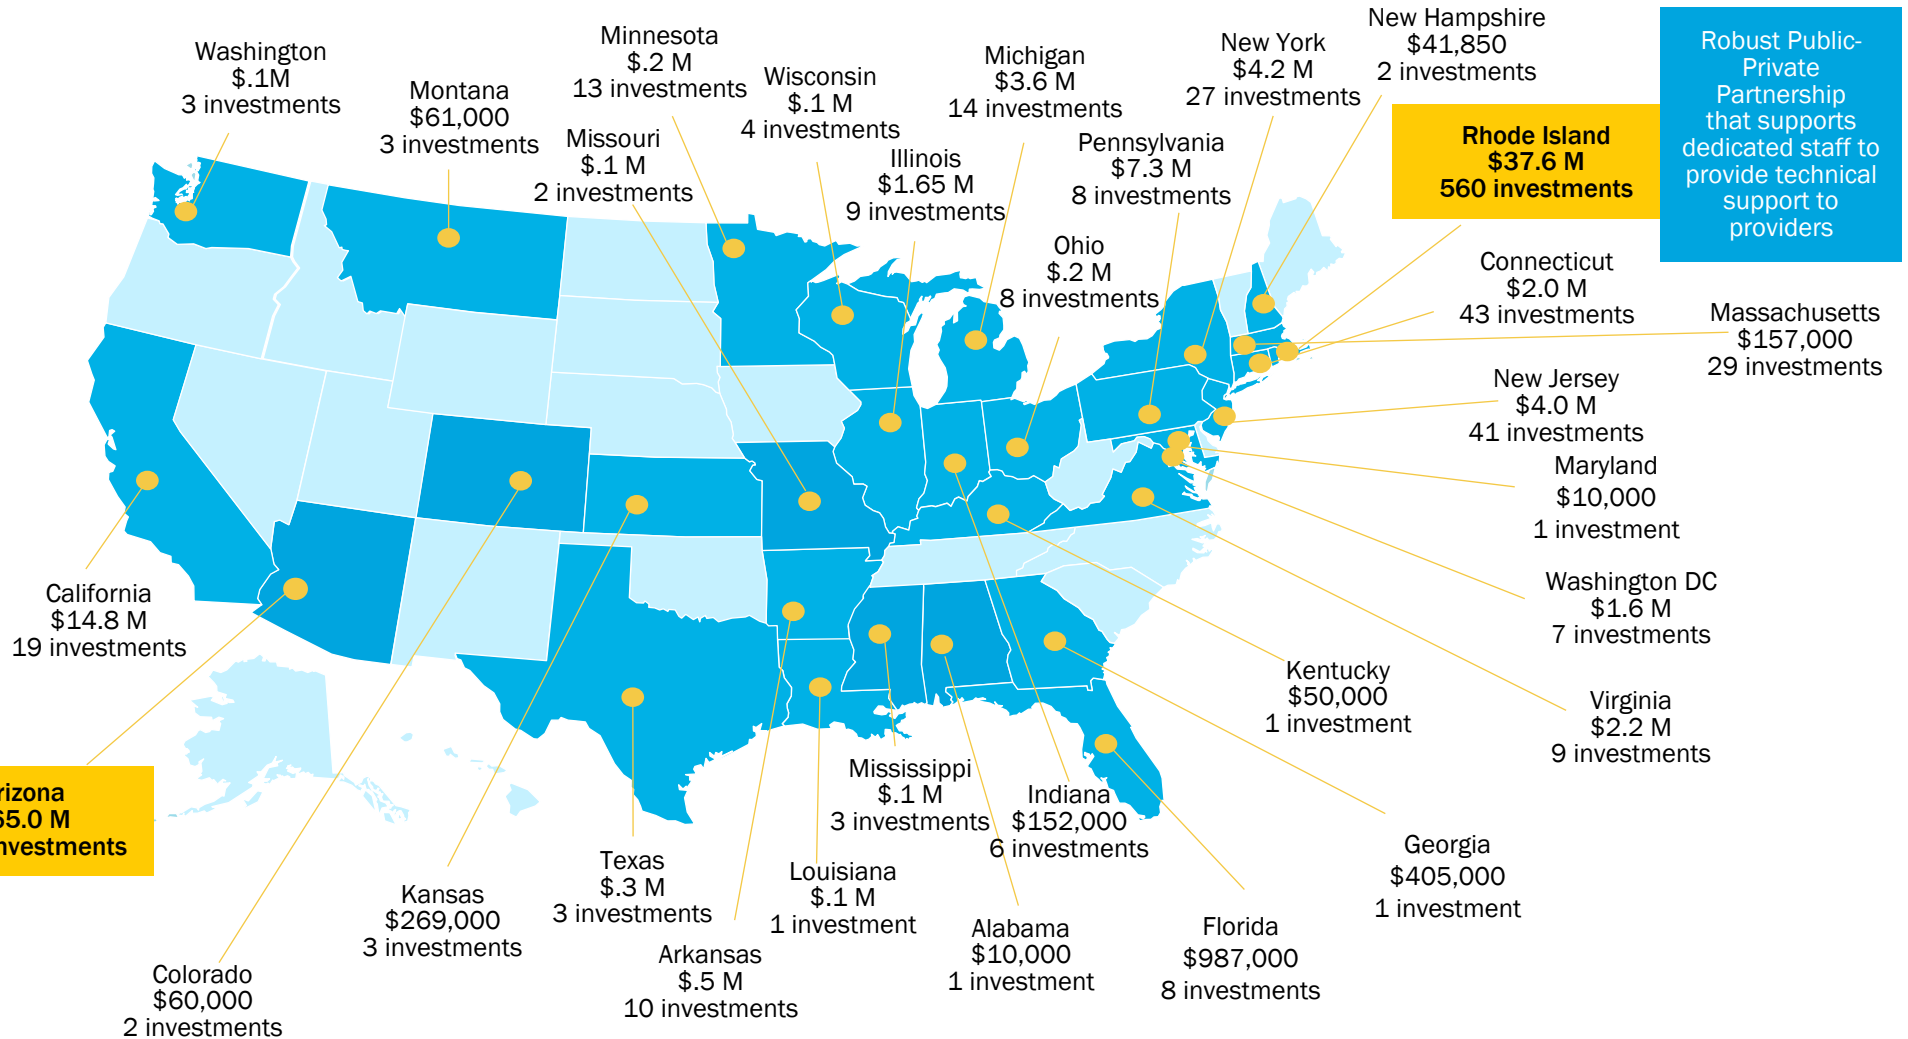 Washington
$.1M
3 investments
Montana
$61,000
3 investments
Minnesota
$.2 M
13 investments
Missouri
$.1 M
2 investments
Wisconsin
$.1 M
4 investments
Illinois
$1.65 M
9 investments
Michigan
$3.6 M
14 investments
Ohio
$.2 M
8 investments
Pennsylvania
$7.3 M
8 investments
New York
$4.2 M
27 investments
New Hampshire
$41,850
2 investments
Rhode Island
$37.6 M
560 investments
Robust Public-
Private
Partnership
that supports
dedicated staff to
provide technical
support to
providers
Connecticut
$2.0 M
43 investments
Massachusetts
$157,000
29 investments
New Jersey
$4.0 M
41 investments
Maryland
$10,000
1 investment
Washington DC
$1.6 M
7 investments
Virginia
$2.2 M
9 investments
Kentucky
$50,000
1 investment
Georgia
$405,000
1 investment
Florida
$987,000
8 investments
Indiana
$152,000
6 investments
Alabama
$10,000
1 investment
Mississippi
$.1 M
3 investments
Louisiana
$.1 M
1 investment
Arkansas
$.5 M
10 investments
Texas
$.3 M
3 investments
Kansas
$269,000
3 investments
Colorado
$60,000
2 investments
California
$14.8 M
19 investments
rizona
5.0 M
nvestments